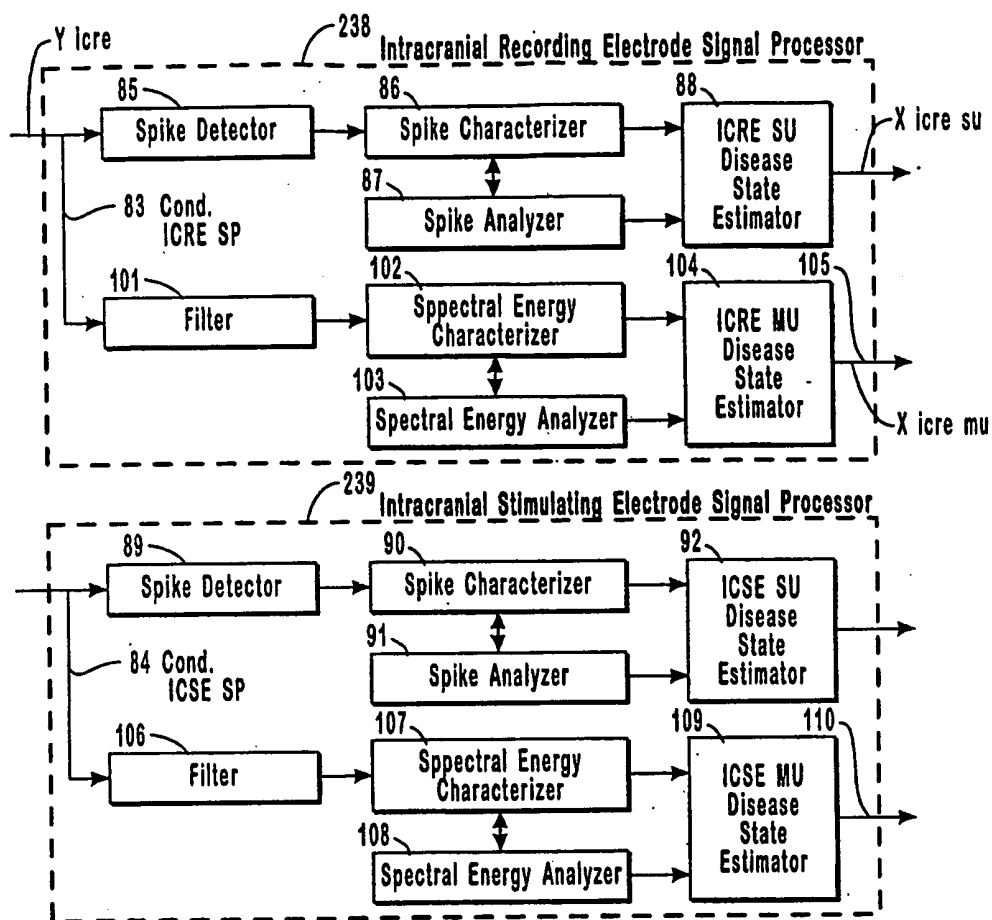 Y icre
238
Intracranial Recording Electrode Signal Processor
85
Spike Detector
86
Spike Characterizer
88
ICRE SU
Disease
State
Estimator
X icre su
83 Cond.
ICRE SP
87
Spike Analyzer
101
Filter
102
Sppectral Energy
Characterizer
104
ICRE MU
Disease
State
Estimator
105
103
Spectral Energy Analyzer
X icre mu
239
Intracranial Stimulating Electrode Signal Processor
89
Spike Detector
90
Spike Characterizer
92
ICSE SU
Disease
State
Estimator
84 Cond.
ICSE SP
91
Spike Analyzer
106
Filter
107
Sppectral Energy
Characterizer
109
ICSE MU
Disease
State
Estimator
110
108
Spectral Energy Analyzer